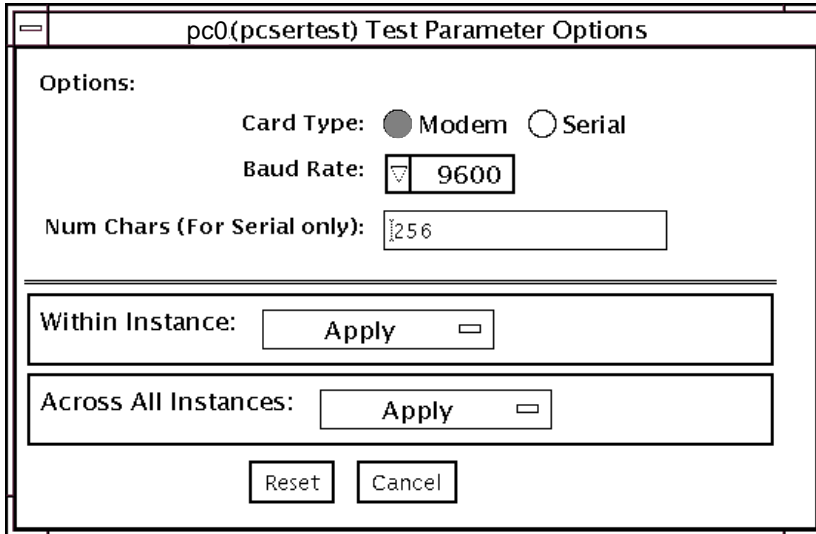 pc0(pcsertest) Test Parameter Options
Options:
Card Type: Modem Serial
Baud Rate: 9600
Num Chars (For Serial only): 256
Within Instance: Apply
Across All Instances: Apply
Reset Cancel